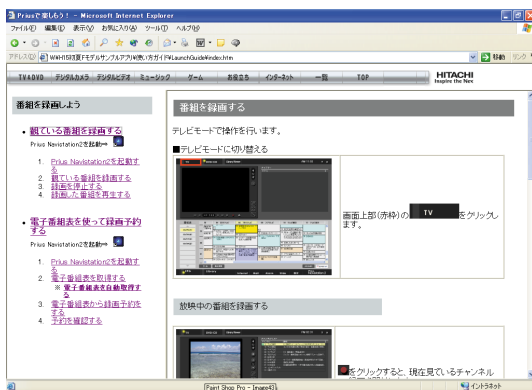 Priusで楽しもう! - Microsoft Internet Explorer
ファイル(F) 編集(E) 表示(V) お気に入り(A) ツール(T) ヘルプ(H)
移動 リンク
TV&DVD デジタルカメラ デジタルビデオ ミュージック ゲーム お役立ち インターネット 一覧 TOP
HITACHI
Inspire the Next
番組を録画しよう
観ている番組を録画する
Prius Navistation2を起動⇒
1. Prius Navistation2を起動す
る
2. 観ている番組を録画する
3. 録画を停止する
4. 録画した番組を再生する
電子番組表を使って録画予約
する
Prius Navistation2を起動⇒
1. Prius Navistation2を起動す
る
2. 電子番組表を取得する
※ 電子番組表を自動取得す
る
3. 電子番組表から録画予約を
する
4. 予約を確認する
番組を録画する
テレビモードで操作を行います。
■テレビモードに切り替える
画面上部(赤枠)の TV をクリックし
ます。
放映中の番組を録画する
をクリックすると、現在見ているチャンネル
Paint Shop Pro - Image43
イントラネット